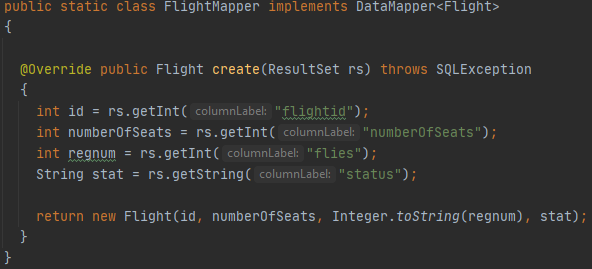 public static class FlightMapper implements DataMapper<Flight>
{
@Override public Flight create(ResultSet rs) throws SQLException
{
int id = rs.getInt( columnLabel: "flightid");
int numberOfSeats = rs.getInt( columnLabel: "numberOfSeats");
int regnum = rs.getInt( columnLabel: "flies");
String stat = rs.getString( columnLabel: "status");
return new Flight(id, numberOfSeats, Integer.toString(regnum), stat);
}
}